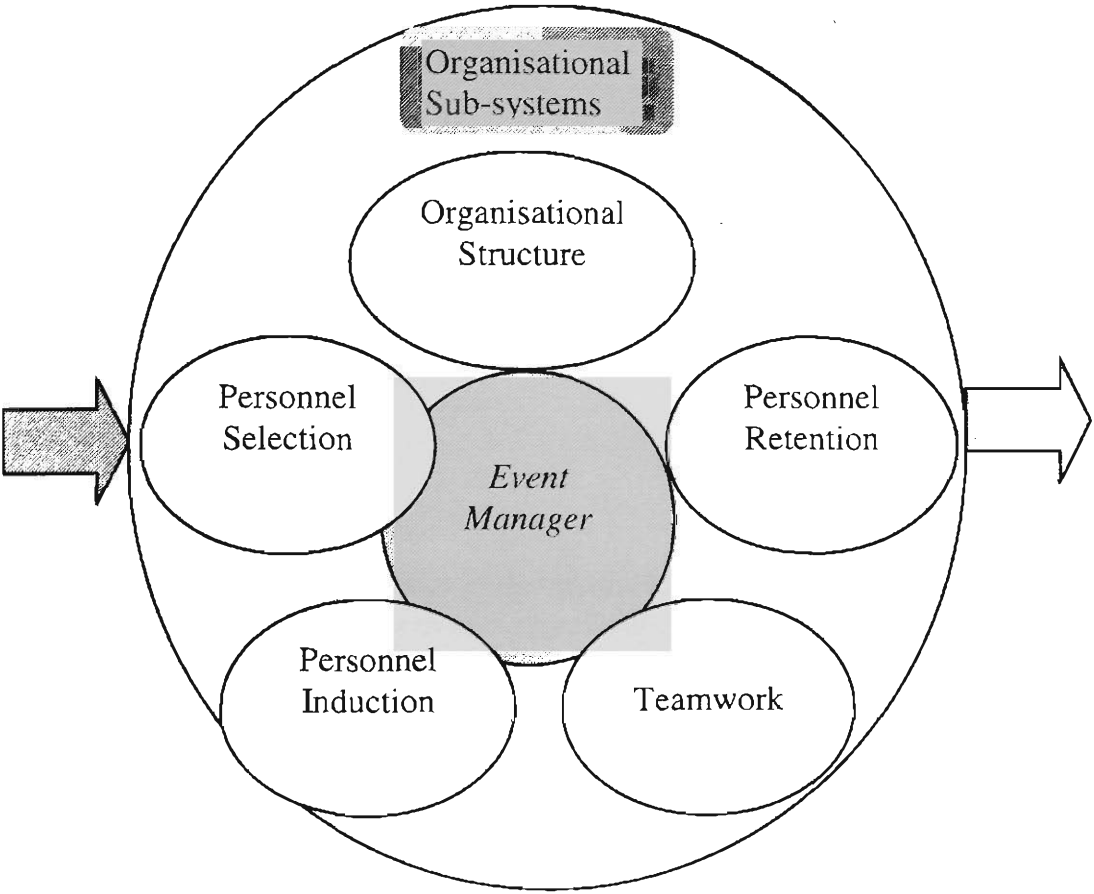 Organisational
Sub-systems
Organisational
Structure
Personnel
Selection
Personnel
Retention
Event
Manager
Personnel
Induction
Teamwork